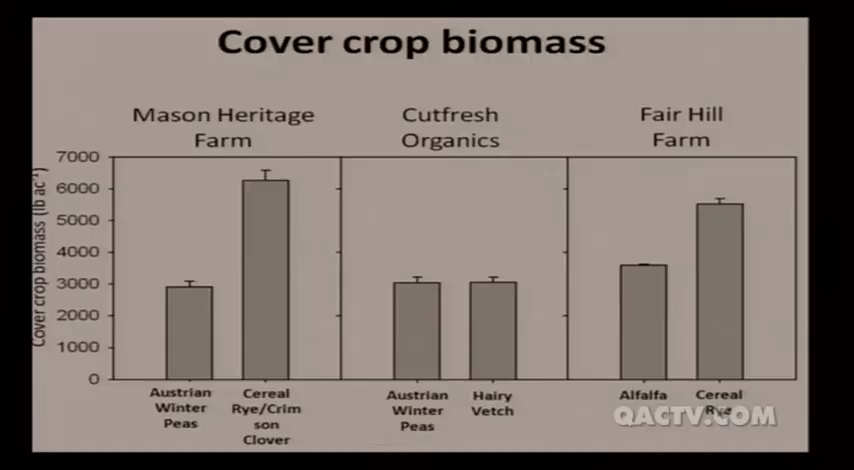 Cover crop biomass
Mason Heritage
Farm
Cutfresh
Organics
Fair Hill
Farm
Cover crop biomass (lb ac-1)
7000
6000
5000
4000
3000
2000
1000
0
Austrian
Winter
Peas
Cereal
Rye/Crim
son
Clover
Austrian
Winter
Peas
Hairy
Vetch
Alfalfa
Cereal
Rye
QACTV.COM